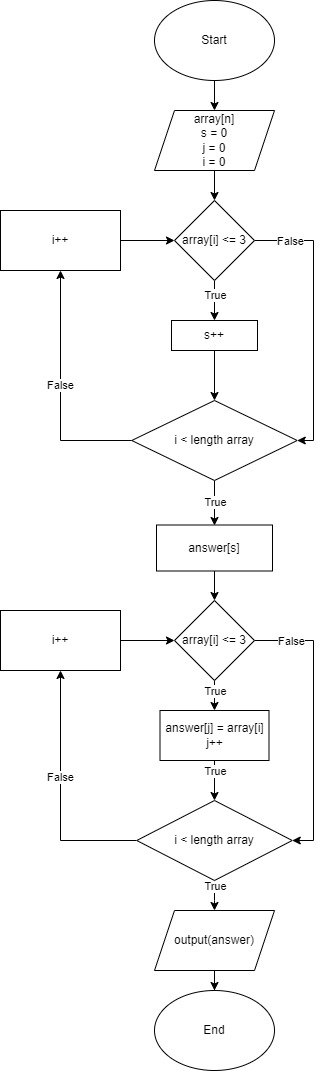 Start
array[n]
s = 0
j = 0
i = 0
i++
array[i] <= 3
False
True
s++
False
i < length array
True
answer[s]
i++
array[i] <= 3
False
True
answer[j] = array[i]
j++
True
False
i < length array
True
output(answer)
End